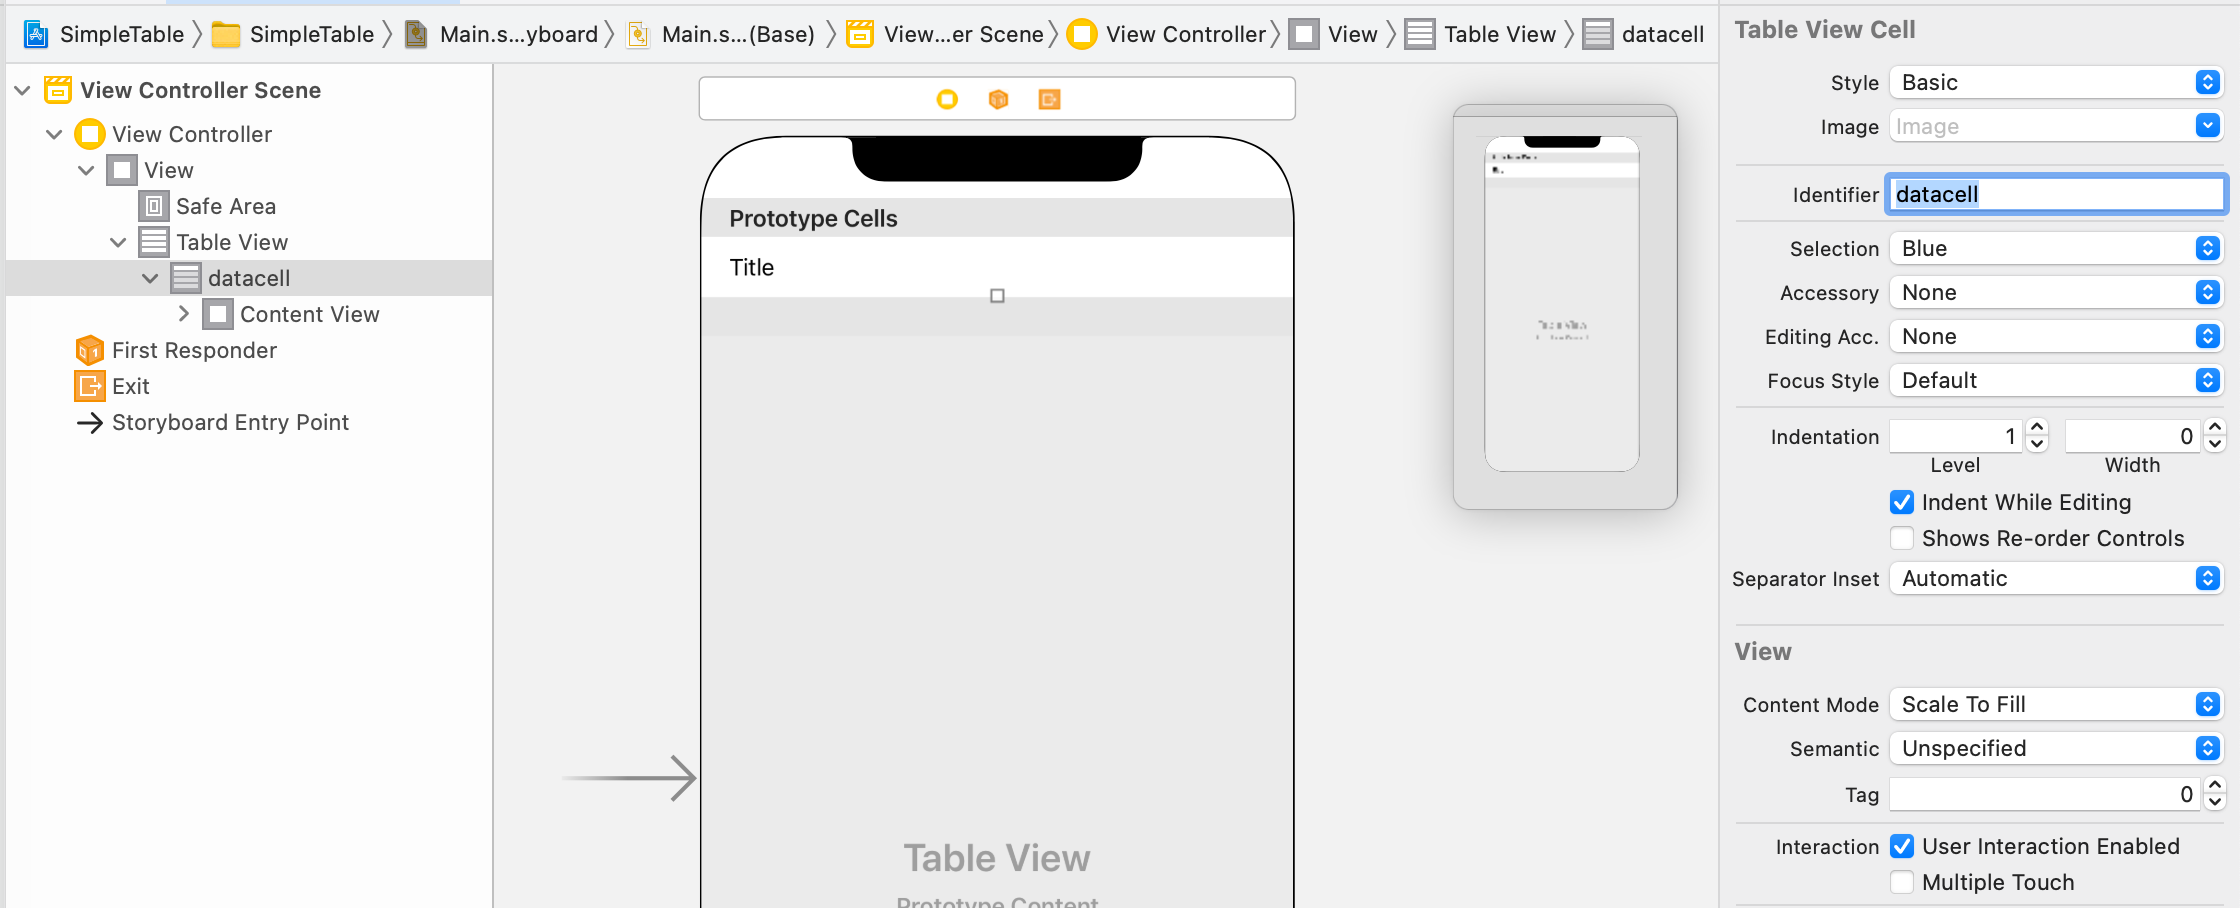 SimpleTable SimpleTable Main.s...yboard Main.s...(Base) View...er Scene View Controller View Table View datacell
View Controller Scene
View Controller
View
Safe Area
Table View
datacell
Content View
First Responder
Exit
Storyboard Entry Point
Prototype Cells
Title
Table View
Prototype Content
Table View Cell
Style Basic
Image Image
Identifier datacell
Selection Blue
Accessory None
Editing Acc. None
Focus Style Default
Indentation 1 0
Level Width
Indent While Editing
Shows Re-order Controls
Separator Inset Automatic
View
Content Mode Scale To Fill
Semantic Unspecified
Tag 0
Interaction User Interaction Enabled
Multiple Touch